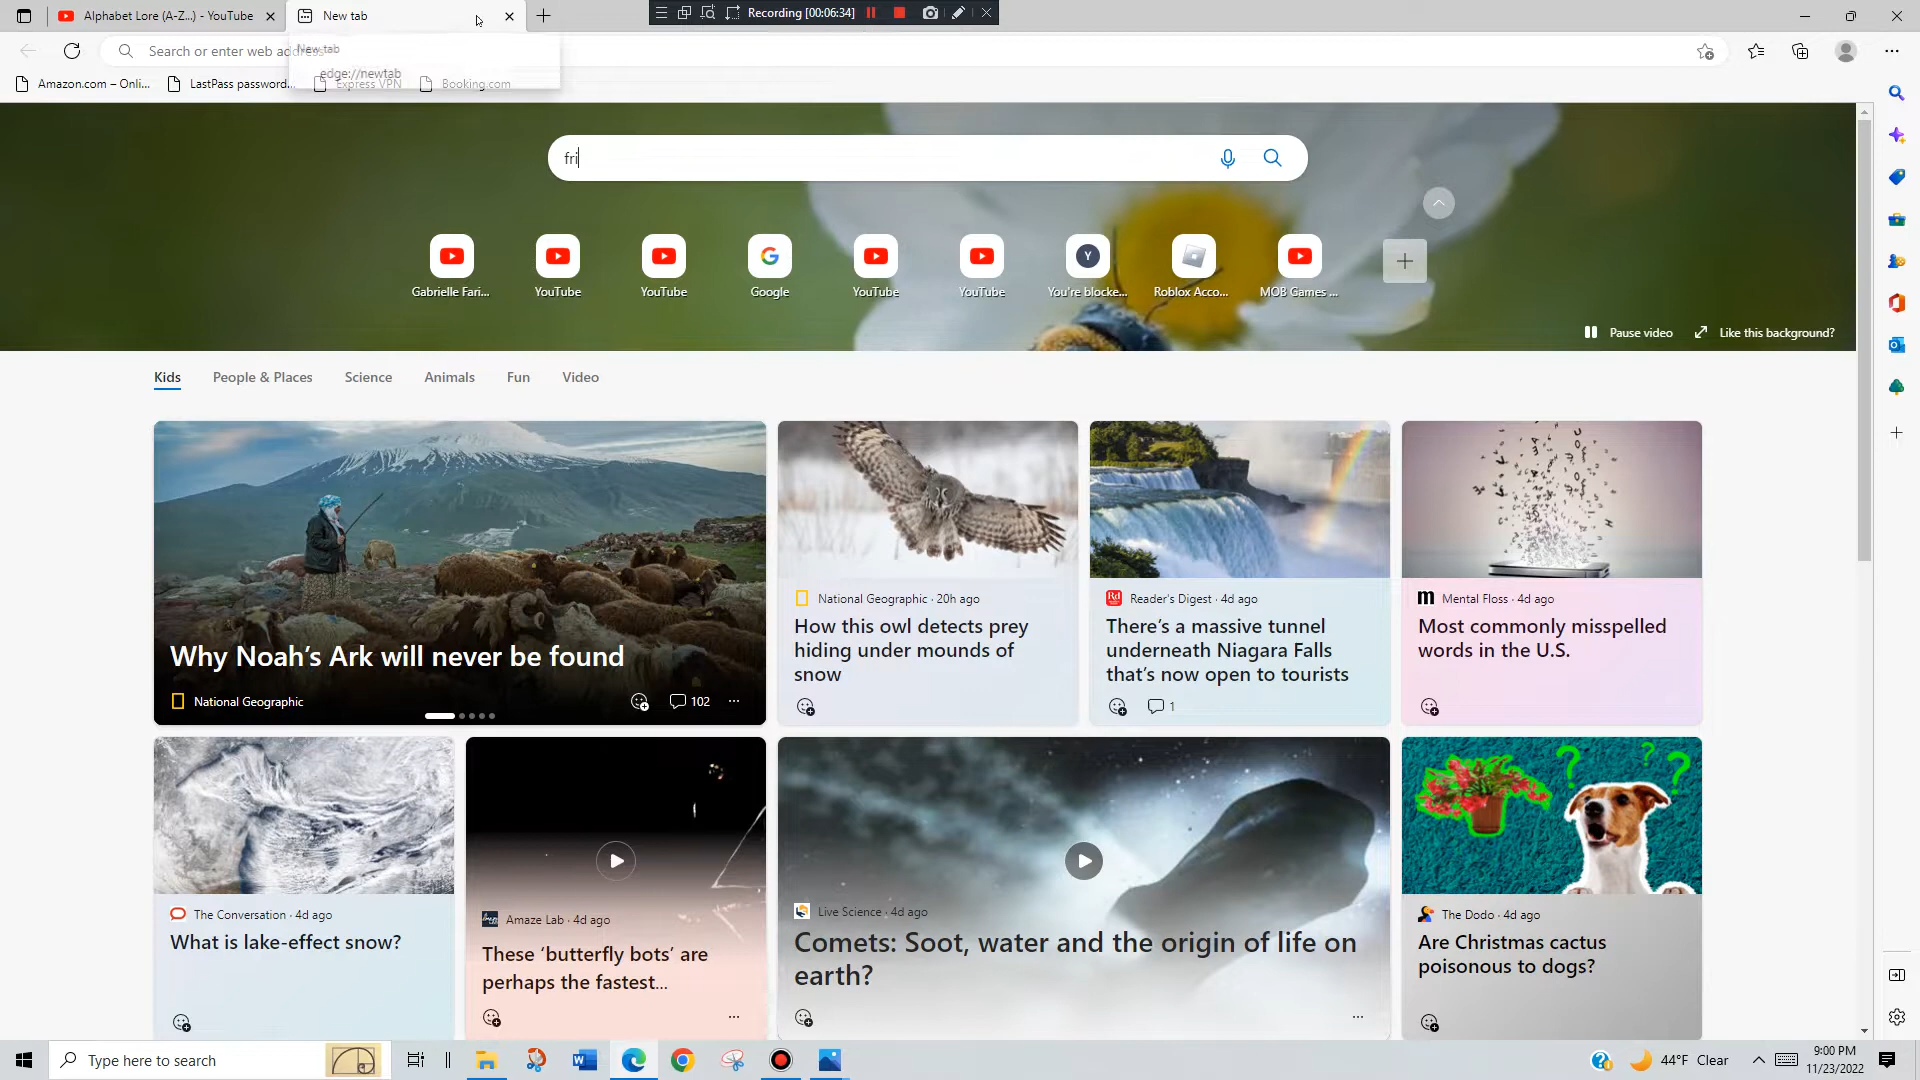 Alphabet Lore (A-Z...) - YouTube
New tab
Recording [00:06:34]
Search or enter web address
New tab
edge://newtab
Amazon.com – Onli...
LastPass password...
Express VPN
Booking.com
fri
Gabrielle Fari...
YouTube
YouTube
Google
YouTube
YouTube
Y
You're blocke...
Roblox Acco...
MOB Games ...
Pause video
Like this background?
Kids
People & Places
Science
Animals
Fun
Video
Why Noah's Ark will never be found
National Geographic
102
National Geographic · 20h ago
How this owl detects prey
hiding under mounds of
snow
Reader's Digest · 4d ago
There's a massive tunnel
underneath Niagara Falls
that's now open to tourists
1
Mental Floss · 4d ago
Most commonly misspelled
words in the U.S.
The Conversation · 4d ago
What is lake-effect snow?
Amaze Lab · 4d ago
These 'butterfly bots' are
perhaps the fastest...
Live Science · 4d ago
Comets: Soot, water and the origin of life on
earth?
The Dodo · 4d ago
Are Christmas cactus
poisonous to dogs?
Type here to search
44°F Clear
9:00 PM
11/23/2022